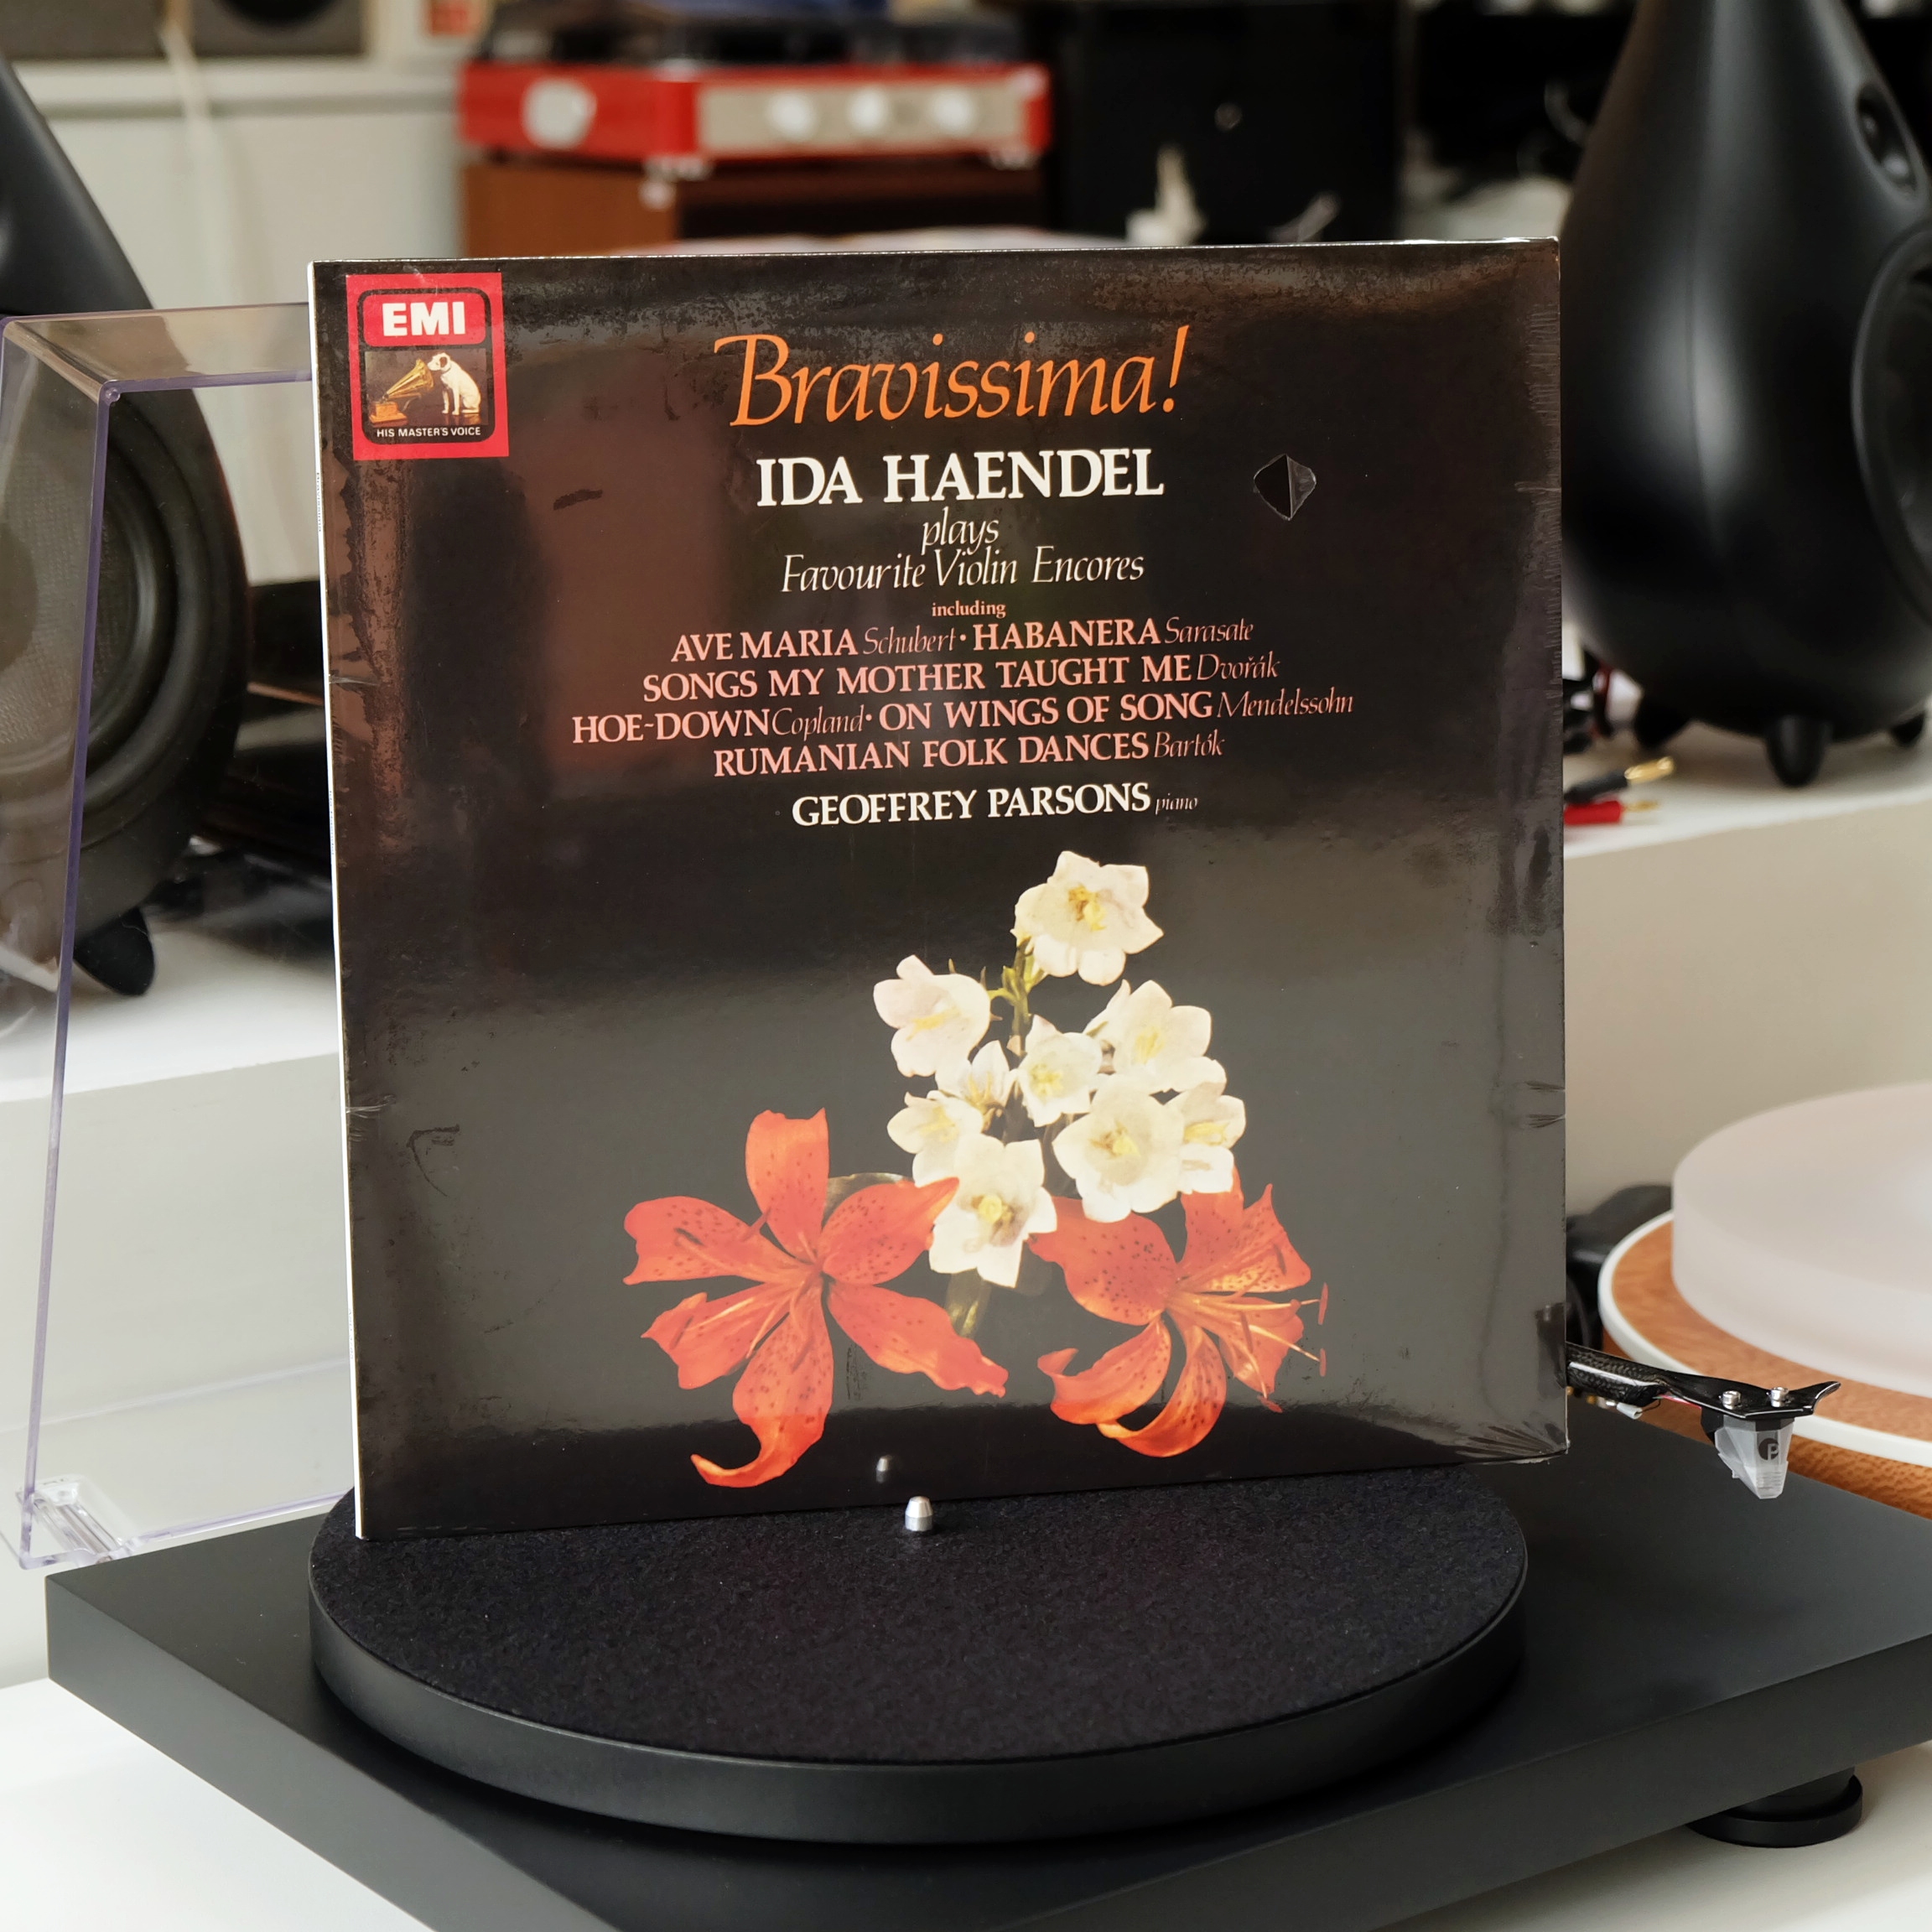 EMI
HIS MASTER'S VOICE
Bravissima!
IDA HAENDEL
plays
Favourite Violin Encores
including
AVE MARIA Schubert • HABANERA Sarasate
SONGS MY MOTHER TAUGHT ME Dvořák
HOE-DOWN Copland • ON WINGS OF SONG Mendelssohn
RUMANIAN FOLK DANCES Bartók
GEOFFREY PARSONS piano